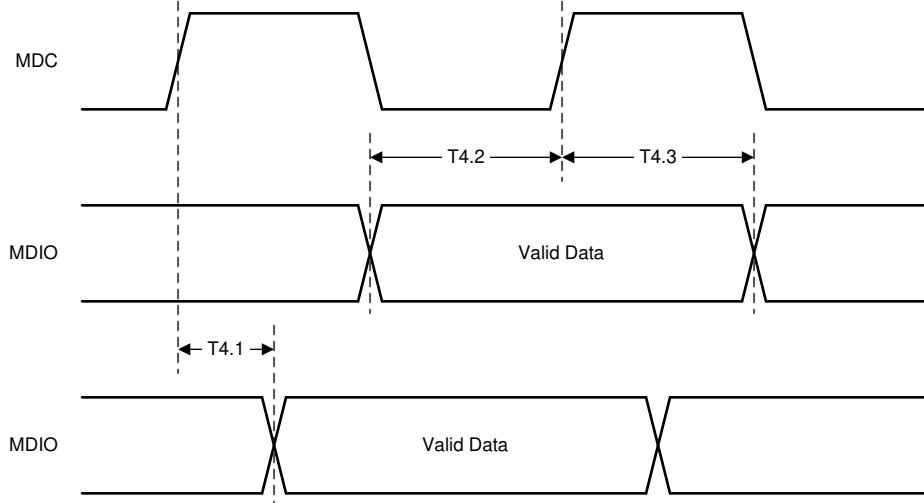 MDC
T4.2
T4.3
MDIO
Valid Data
T4.1
MDIO
Valid Data